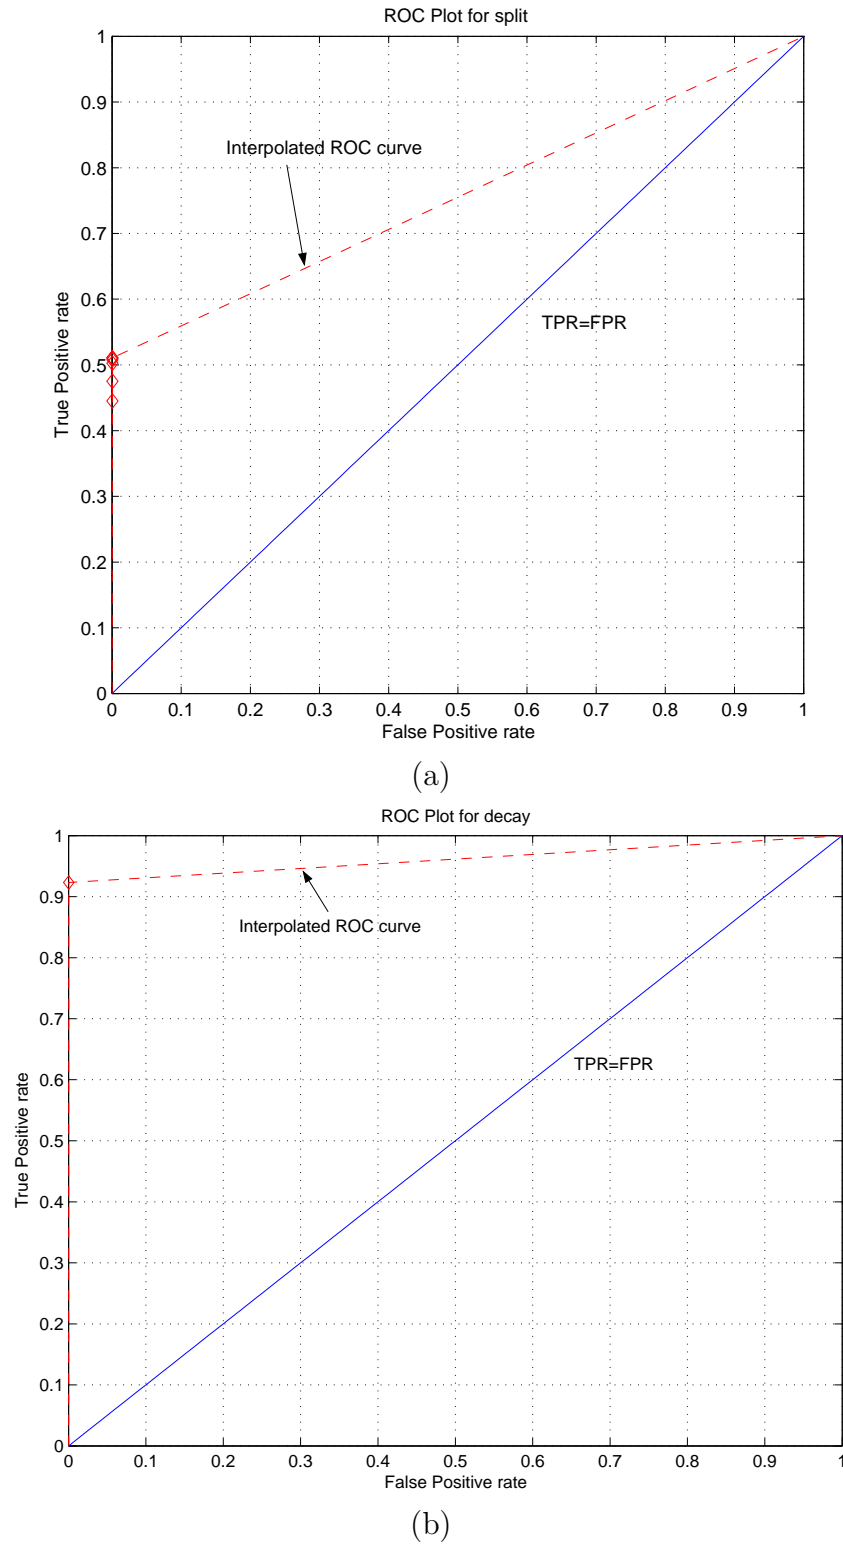 ROC Plot for split
1
0.9
0.8
0.7
0.6
0.5
0.4
0.3
0.2
0.1
0
Interpolated ROC curve
TPR=FPR
True Positive rate
0 0.1 0.2 0.3 0.4 0.5 0.6 0.7 0.8 0.9 1
False Positive rate
(a)
ROC Plot for decay
1
0.9
0.8
0.7
0.6
0.5
0.4
0.3
0.2
0.1
0
Interpolated ROC curve
TPR=FPR
True Positive rate
0 0.1 0.2 0.3 0.4 0.5 0.6 0.7 0.8 0.9 1
False Positive rate
(b)